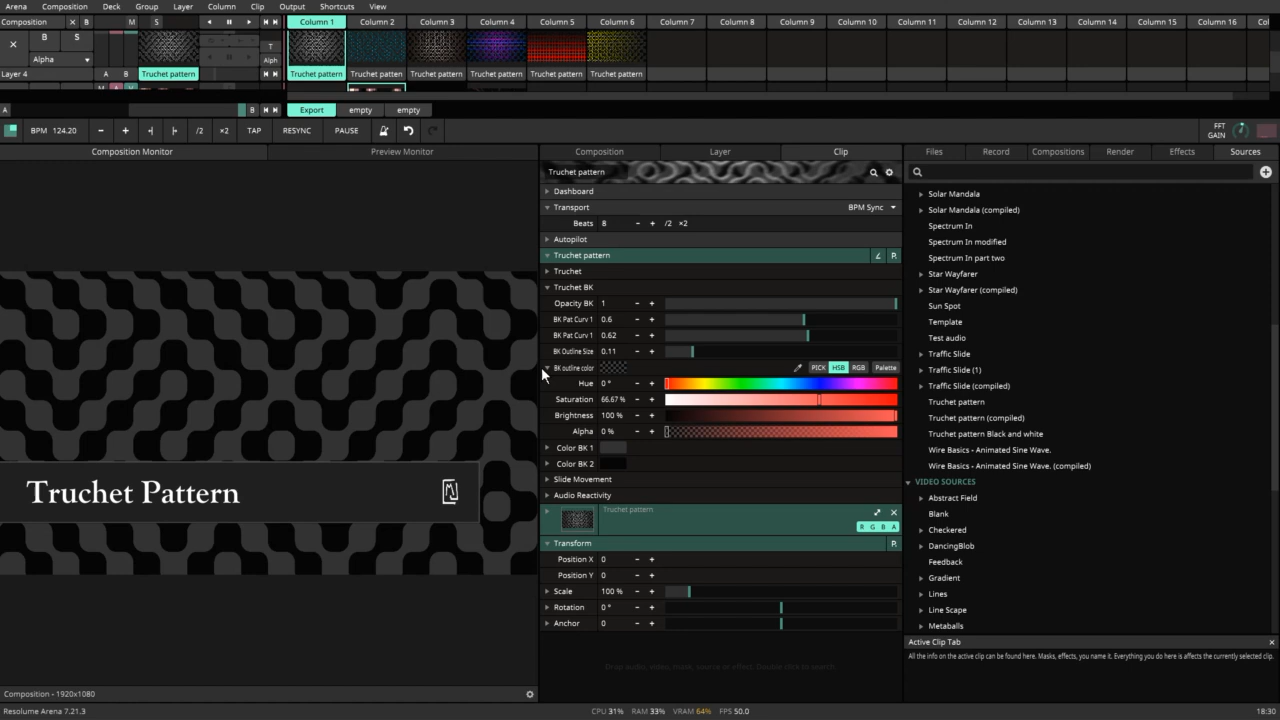 Arena Composition Deck Group Layer Column Clip Output Shortcuts View
Composition X B M S Column 1 Column 2 Column 3 Column 4 Column 5 Column 6 Column 7 Column 8 Column 9 Column 10 Column 11 Column 12 Column 13 Column 14 Column 15 Column 16 Col
B S
T
Alpha Alph
Layer 4 A B Truchet pattern Truchet pattern Truchet pattern Truchet pattern Truchet pattern Truchet pattern Truchet pattern
A B Export empty empty
BPM 124.20 - + /2 ×2 TAP RESYNC PAUSE FFT GAIN
Composition Monitor Preview Monitor Composition Layer Clip Files Record Compositions Render Effects Sources
Truchet pattern
Dashboard
Transport BPM Sync
Beats 8 - + /2 ×2
Autopilot
Truchet pattern P.
Truchet
Truchet BK
Opacity BK 1 - +
BK Pat Curv 1 0.6 - +
BK Pat Curv 1 0.62 - +
BK Outline Size 0.11 - +
BK outline color PICK HSB RGB Palette
Hue 0 ° - +
Saturation 66.67 % - +
Brightness 100 % - +
Alpha 0 % - +
Color BK 1
Color BK 2
Slide Movement
Audio Reactivity
Truchet pattern
R G B A
Transform P.
Position X 0 - +
Position Y 0 - +
Scale 100 % - +
Rotation 0 ° - +
Anchor 0 - +
Drop audio, video, mask, source or effect. Double click to search.
Truchet Pattern
Solar Mandala
Solar Mandala (compiled)
Spectrum In
Spectrum In modified
Spectrum In part two
Star Wayfarer
Star Wayfarer (compiled)
Sun Spot
Template
Test audio
Traffic Slide
Traffic Slide (1)
Traffic Slide (compiled)
Truchet pattern
Truchet pattern (compiled)
Truchet pattern Black and white
Wire Basics - Animated Sine Wave.
Wire Basics - Animated Sine Wave. (compiled)
VIDEO SOURCES
Abstract Field
Blank
Checkered
DancingBlob
Feedback
Gradient
Lines
Line Scape
Metaballs
Active Clip Tab
All the info on the active clip can be found here. Masks, effects, you name it. Everything you do here is affects the currently selected clip.
Composition - 1920x1080
Resolume Arena 7.21.3 CPU 31% RAM 33% VRAM 64% FPS 50.0 18:30